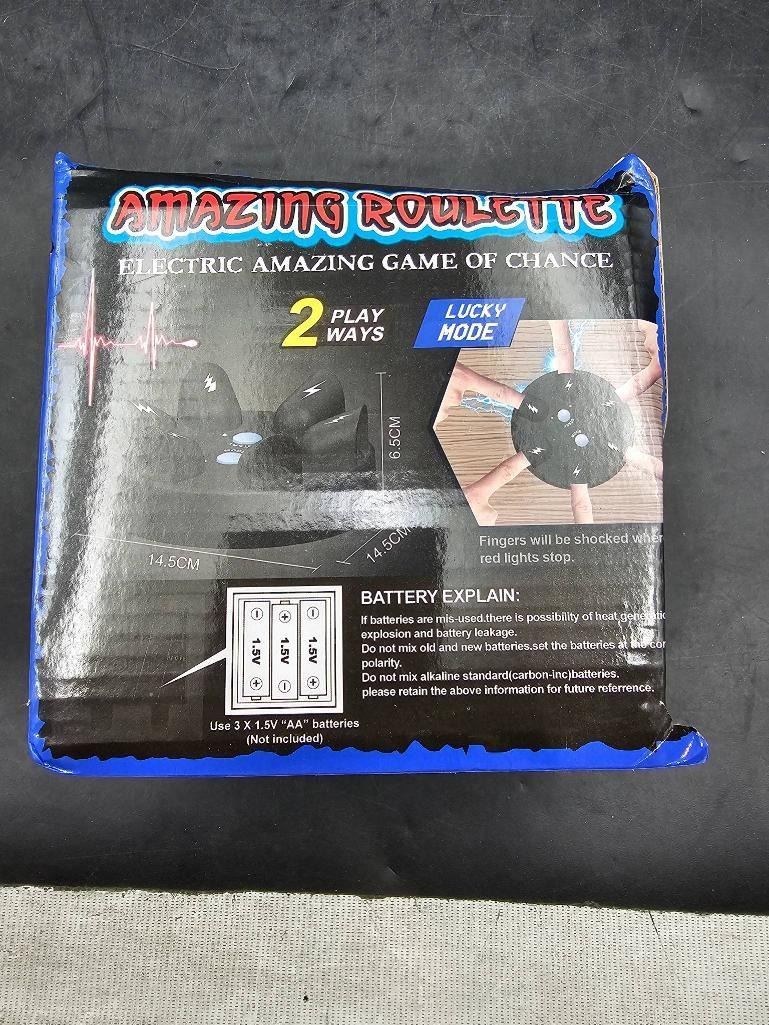 AMAZING ROULETTE
ELECTRIC AMAZING GAME OF CHANCE
2 PLAY WAYS
LUCKY MODE
6.5CM
14.5CM
14.5CM
Fingers will be shocked when
red lights stop.
BATTERY EXPLAIN:
If batteries are mis-used.there is possibility of heat generatio
explosion and battery leakage.
Do not mix old and new batteries.set the batteries at the cor
polarity.
Do not mix alkaline standard(carbon-inc)batteries.
please retain the above information for future referrence.
1.5V
1.5V
1.5V
Use 3 X 1.5V “AA” batteries
(Not included)